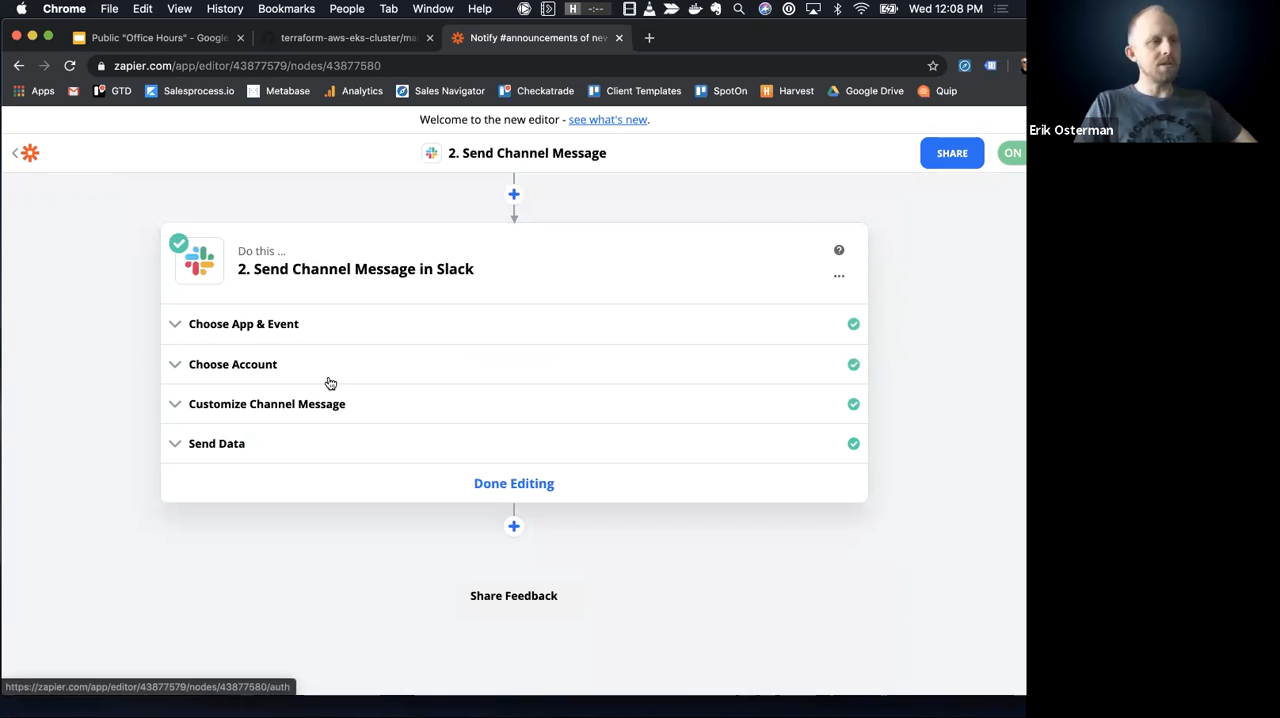 Chrome File Edit View History Bookmarks People Tab Window Help H -:-- Wed 12:08 PM
Public "Office Hours" - Google
terraform-aws-eks-cluster/ma
Notify #announcements of nev
zapier.com/app/editor/43877579/nodes/43877580
Apps GTD Salesprocess.io Metabase Analytics Sales Navigator Checkatrade Client Templates SpotOn Harvest Google Drive Quip
Welcome to the new editor - see what's new.
2. Send Channel Message
SHARE
ON
Erik Osterman
Do this ...
2. Send Channel Message in Slack
Choose App & Event
Choose Account
Customize Channel Message
Send Data
Done Editing
Share Feedback
https://zapier.com/app/editor/43877579/nodes/43877580/auth